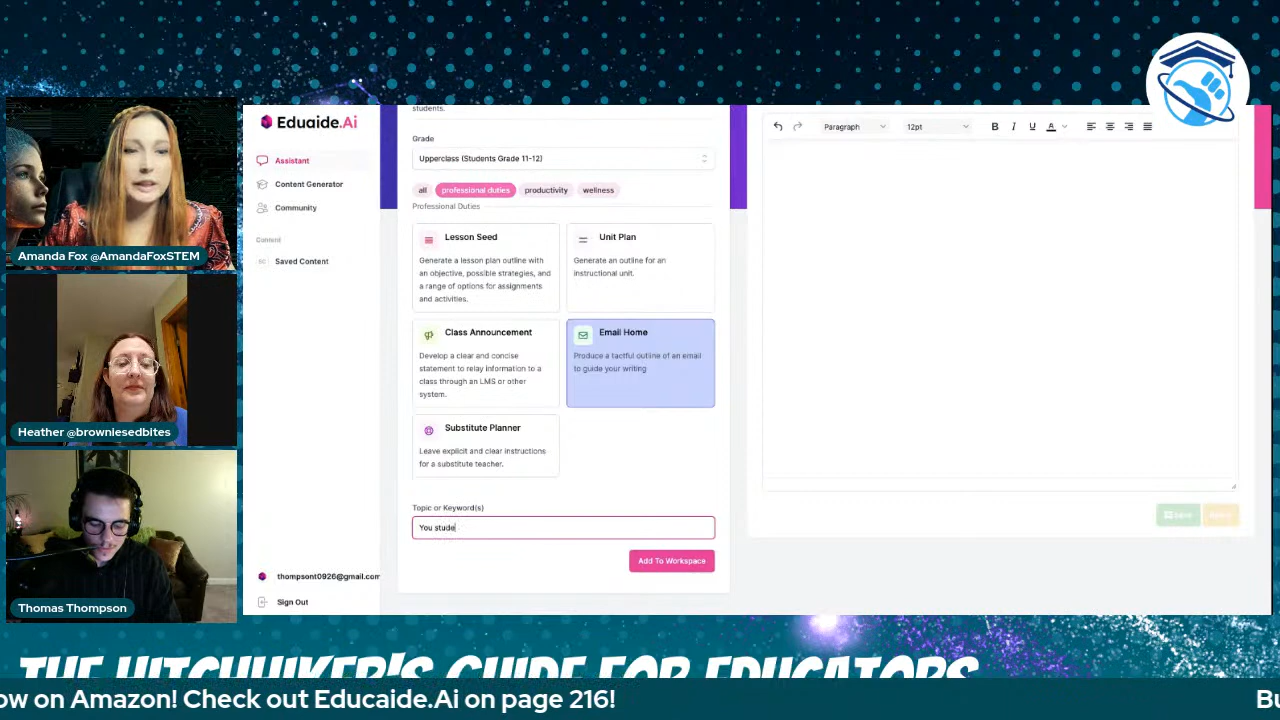 Amanda Fox @AmandaFoxSTEM
Heather @browniesedbites
Thomas Thompson
Eduaide.Ai
Assistant
Content Generator
Community
Content
Saved Content
thompsont0926@gmail.com
Sign Out
students.
Grade
Upperclass (Students Grade 11-12)
all professional duties productivity wellness
Professional Duties
Lesson Seed
Generate a lesson plan outline with
an objective, possible strategies, and
a range of options for assignments
and activities.
Unit Plan
Generate an outline for an
instructional unit.
Class Announcement
Develop a clear and concise
statement to relay information to a
class through an LMS or other
system.
Email Home
Produce a tactful outline of an email
to guide your writing
Substitute Planner
Leave explicit and clear instructions
for a substitute teacher.
Topic or Keyword(s)
You stude
Add To Workspace
Paragraph 12pt B I U A
Save
THE HITCHHIKER'S GUIDE FOR EDUCATORS
ow on Amazon! Check out Educaide.Ai on page 216! Bu